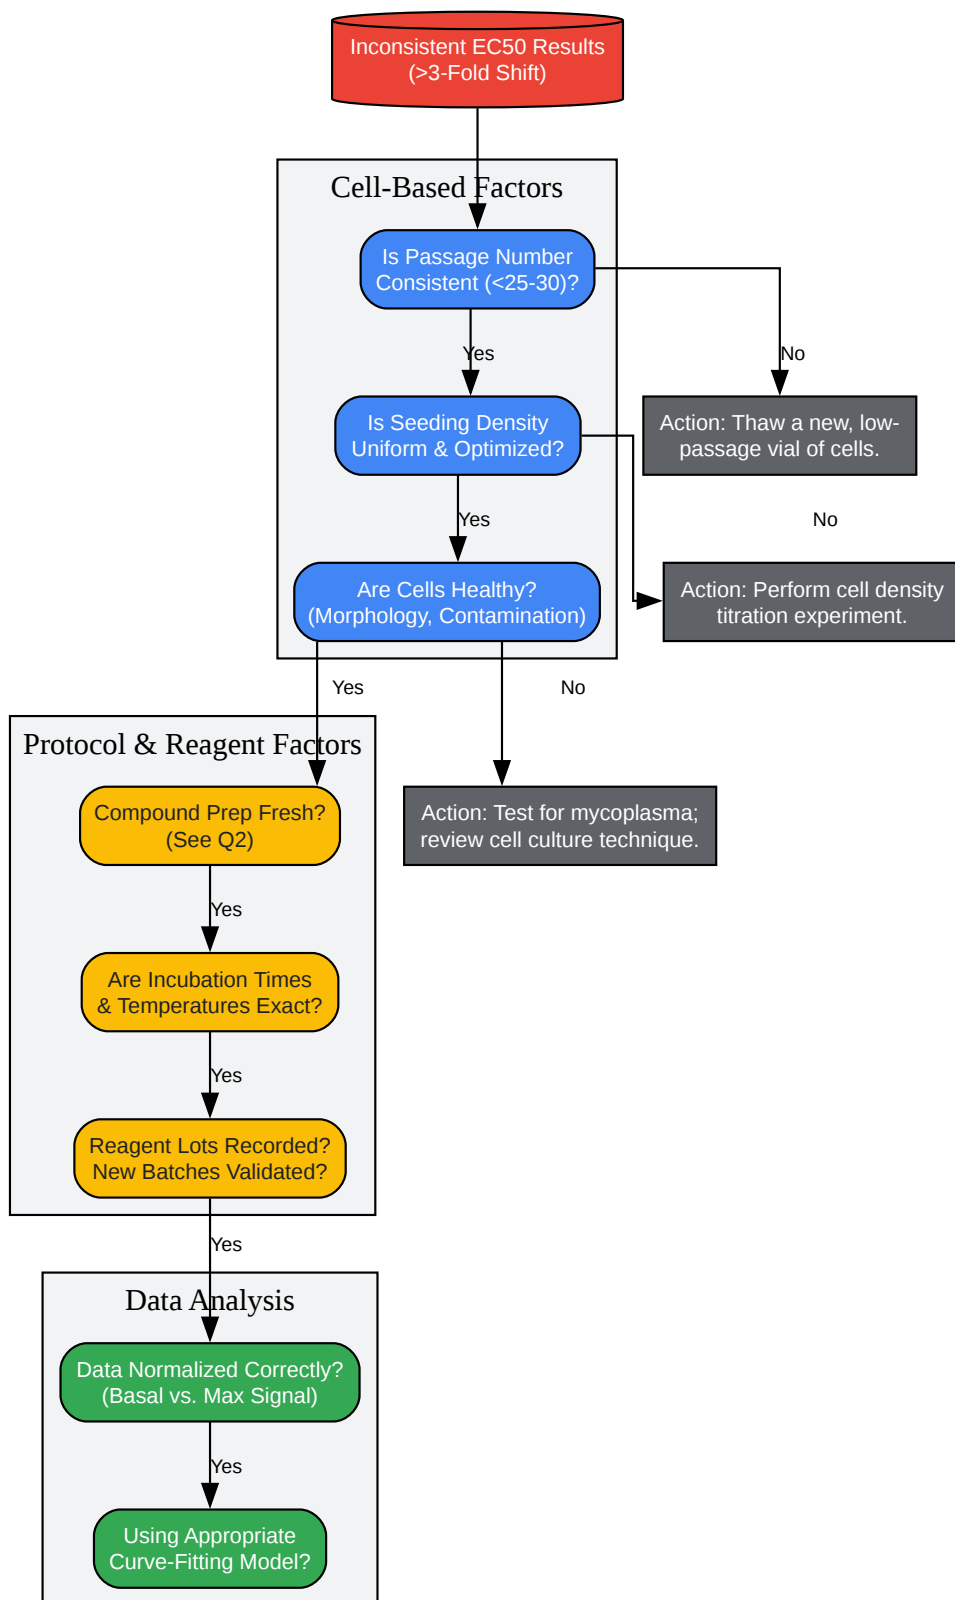 Inconsistent EC50 Results
(>3-Fold Shift)
Cell-Based Factors
Is Passage Number
Consistent (<25-30)?
Yes
No
Is Seeding Density
Uniform & Optimized?
Action: Thaw a new, low-
passage vial of cells.
Yes
No
Are Cells Healthy?
(Morphology, Contamination)
Action: Perform cell density
titration experiment.
Yes
No
Protocol & Reagent Factors
Compound Prep Fresh?
(See Q2)
Action: Test for mycoplasma;
review cell culture technique.
Yes
Are Incubation Times
& Temperatures Exact?
Yes
Reagent Lots Recorded?
New Batches Validated?
Yes
Data Analysis
Data Normalized Correctly?
(Basal vs. Max Signal)
Yes
Using Appropriate
Curve-Fitting Model?